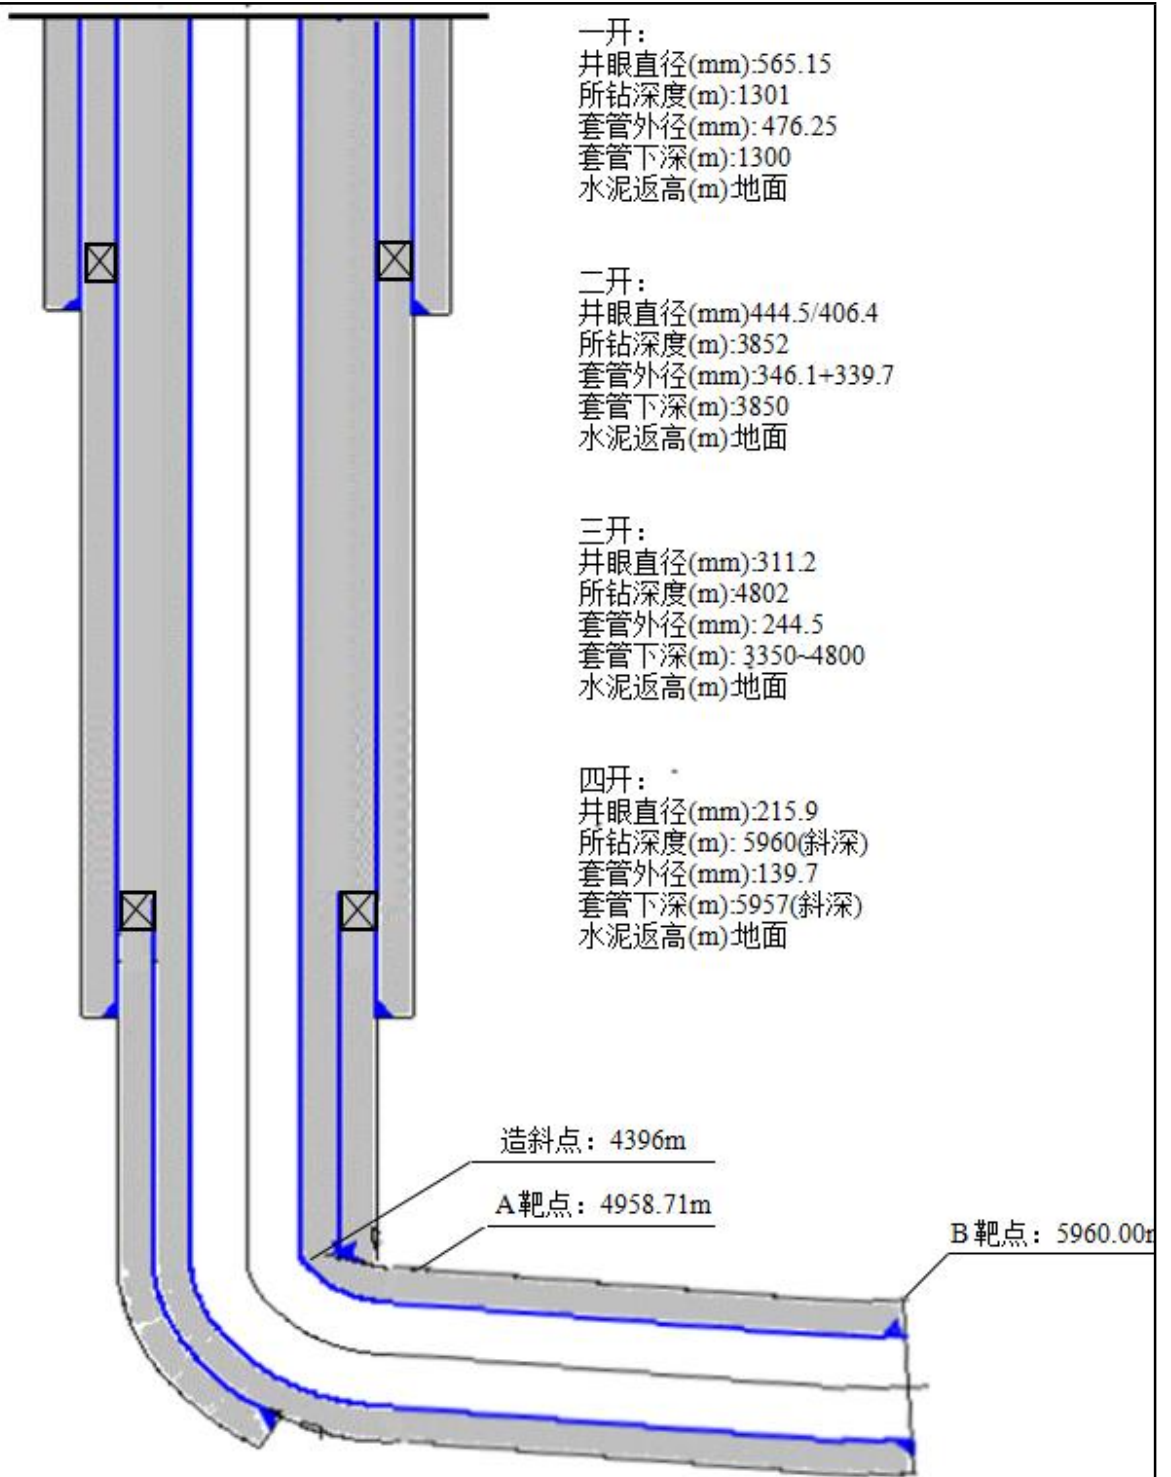 一开：
井眼直径(mm):565.15
所钻深度(m):1301
套管外径(mm): 476.25
套管下深(m):1300
水泥返高(m):地面
二开：
井眼直径(mm)444.5/406.4
所钻深度(m):3852
套管外径(mm):346.1+339.7
套管下深(m):3850
水泥返高(m):地面
三开：
井眼直径(mm):311.2
所钻深度(m):4802
套管外径(mm): 244.5
套管下深(m): 3350-4800
水泥返高(m):地面
四开：
井眼直径(mm):215.9
所钻深度(m): 5960(斜深)
套管外径(mm):139.7
套管下深(m):5957(斜深)
水泥返高(m):地面
造斜点：4396m
A靶点：4958.71m
B靶点：5960.00m